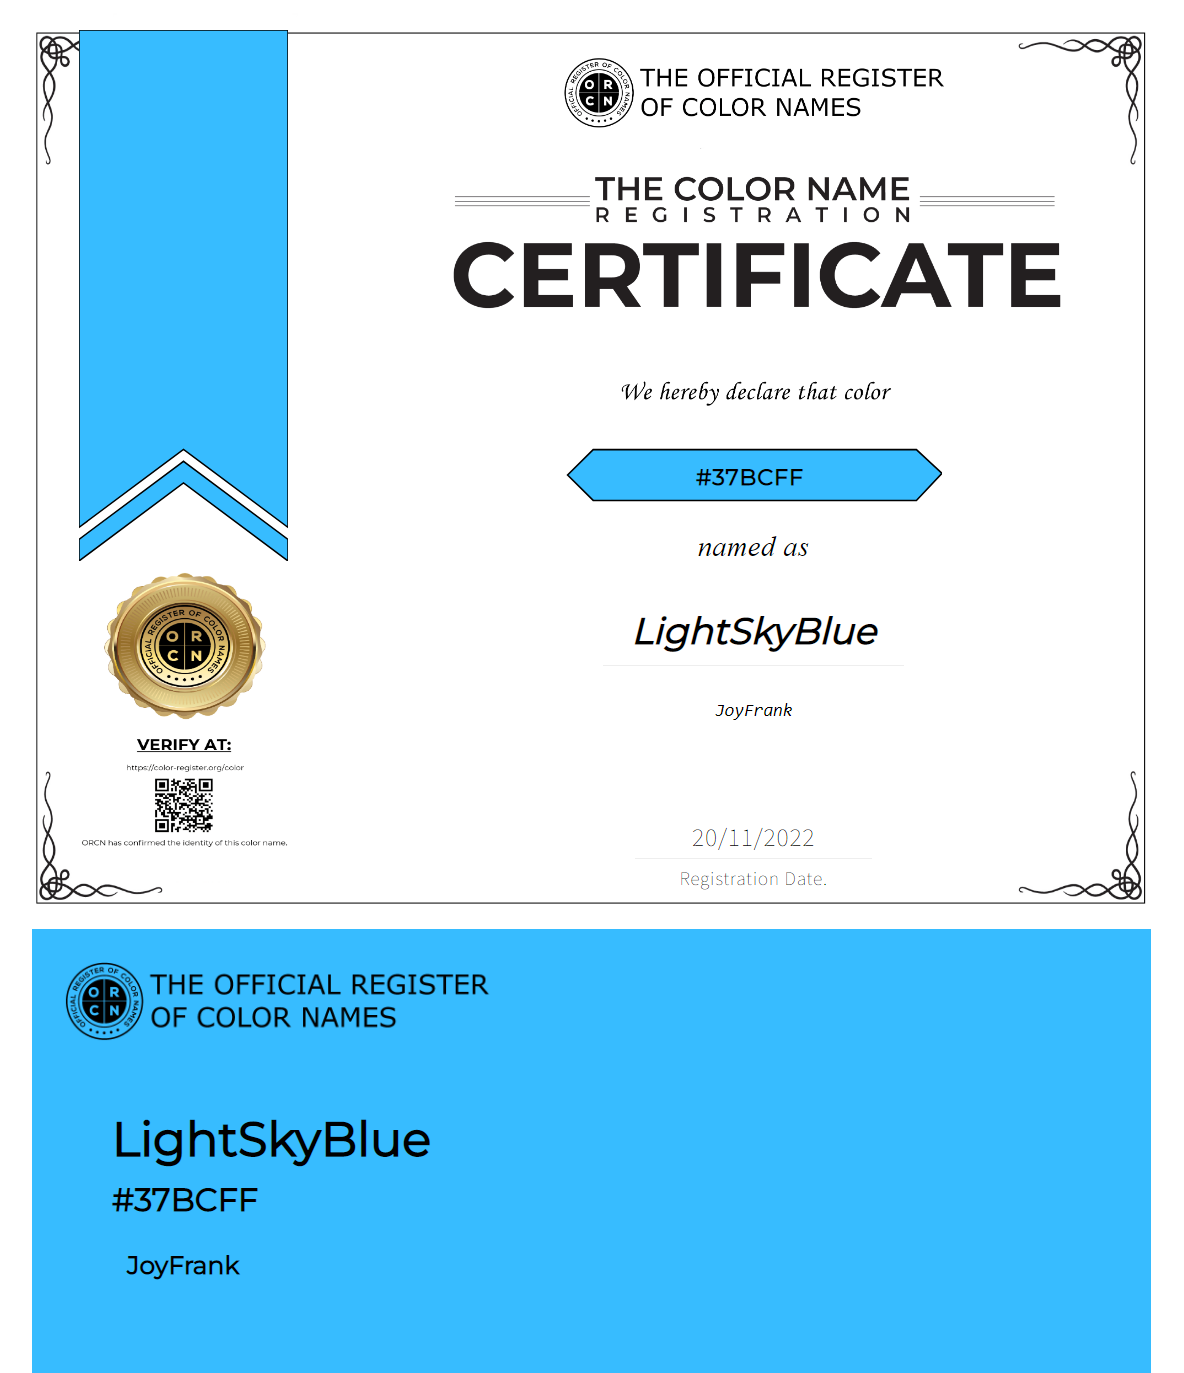 OFFICIAL REGISTER OF COLOR NAMES
O R
C N
THE OFFICIAL REGISTER
OF COLOR NAMES
THE COLOR NAME
REGISTRATION
CERTIFICATE
We hereby declare that color
#37BCFF
named as
LightSkyBlue
JoyFrank
OFFICIAL REGISTER OF COLOR NAMES
O R
C N
VERIFY AT:
https://color-register.org/color
ORCN has confirmed the identity of this color name.
20/11/2022
Registration Date.
OFFICIAL REGISTER OF COLOR NAMES
O R
C N
THE OFFICIAL REGISTER
OF COLOR NAMES
LightSkyBlue
#37BCFF
JoyFrank